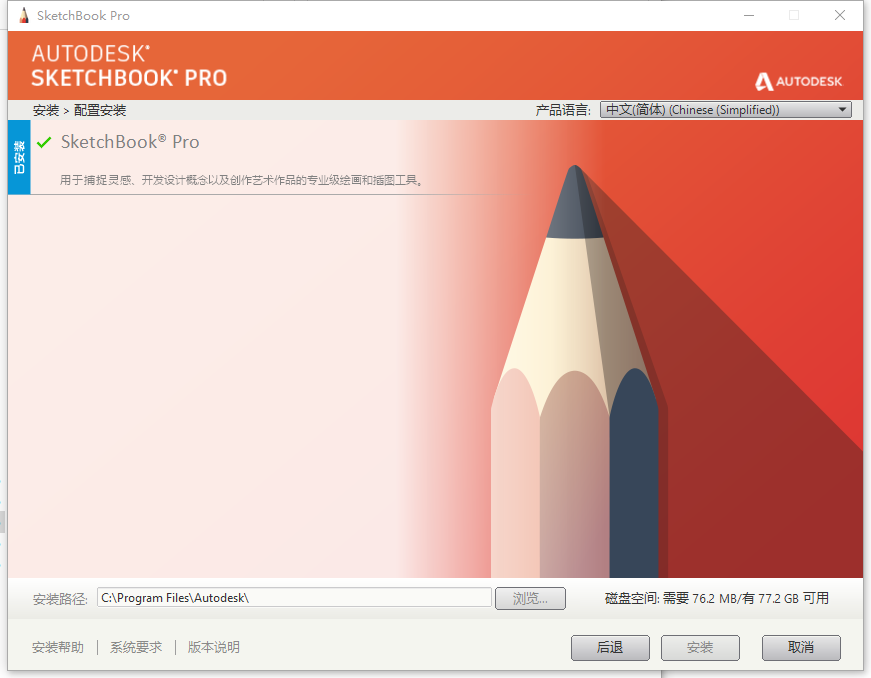 SketchBook Pro
AUTODESK®
SKETCHBOOK® PRO
AUTODESK
安装 > 配置安装
产品语言: 中文(简体) (Chinese (Simplified))
已安装
SketchBook® Pro
用于捕捉灵感、开发设计概念以及创作艺术作品的专业级绘画和插图工具。
安装路径: C:\Program Files\Autodesk\ 浏览... 磁盘空间: 需要 76.2 MB/有 77.2 GB 可用
安装帮助 | 系统要求 | 版本说明 后退 安装 取消